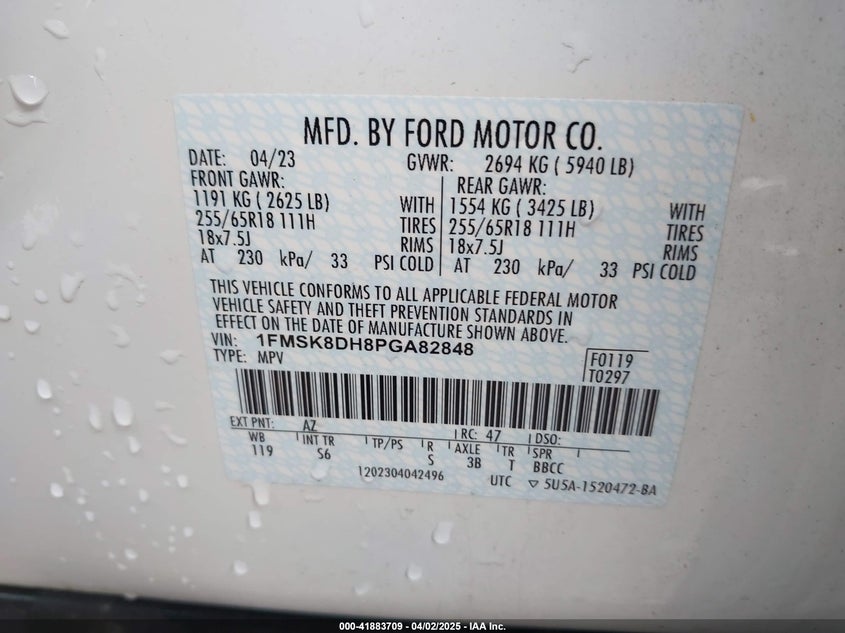 MFD. BY FORD MOTOR CO.
DATE: 04/23 GVWR: 2694 KG ( 5940 LB)
FRONT GAWR: REAR GAWR:
1191 KG ( 2625 LB) WITH 1554 KG ( 3425 LB) WITH
255/65R18 111H TIRES 255/65R18 111H TIRES
18x7.5J RIMS 18x7.5J RIMS
AT 230 kPa/ 33 PSI COLD AT 230 kPa/ 33 PSI COLD
THIS VEHICLE CONFORMS TO ALL APPLICABLE FEDERAL MOTOR
VEHICLE SAFETY AND THEFT PREVENTION STANDARDS IN
EFFECT ON THE DATE OF MANUFACTURE SHOWN ABOVE.
VIN: 1FMSK8DH8PGA82848
TYPE: MPV
F0119
T0297
EXT PNT: AZ RC: 47 DSO:
WB INT TR TP/PS R AXLE TR SPR
119 S6 S 3B T BBCC
1202304042496 UTC ▽ 5U5A-1520472-BA
000-41883709 - 04/02/2025 - IAA Inc.